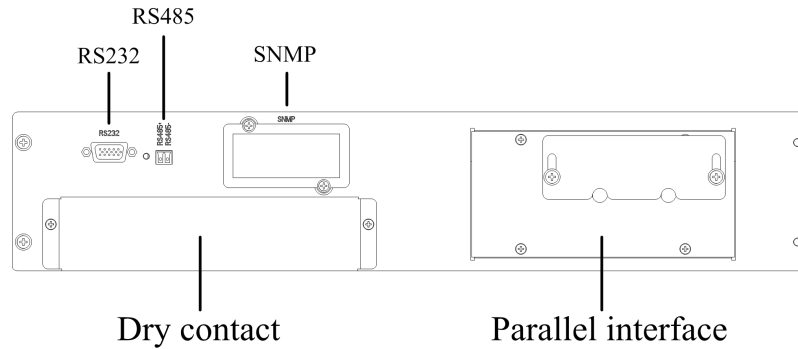 RS485
RS232
SNMP
SNMP
RS232
RS485+
RS485-
Dry contact
Parallel interface